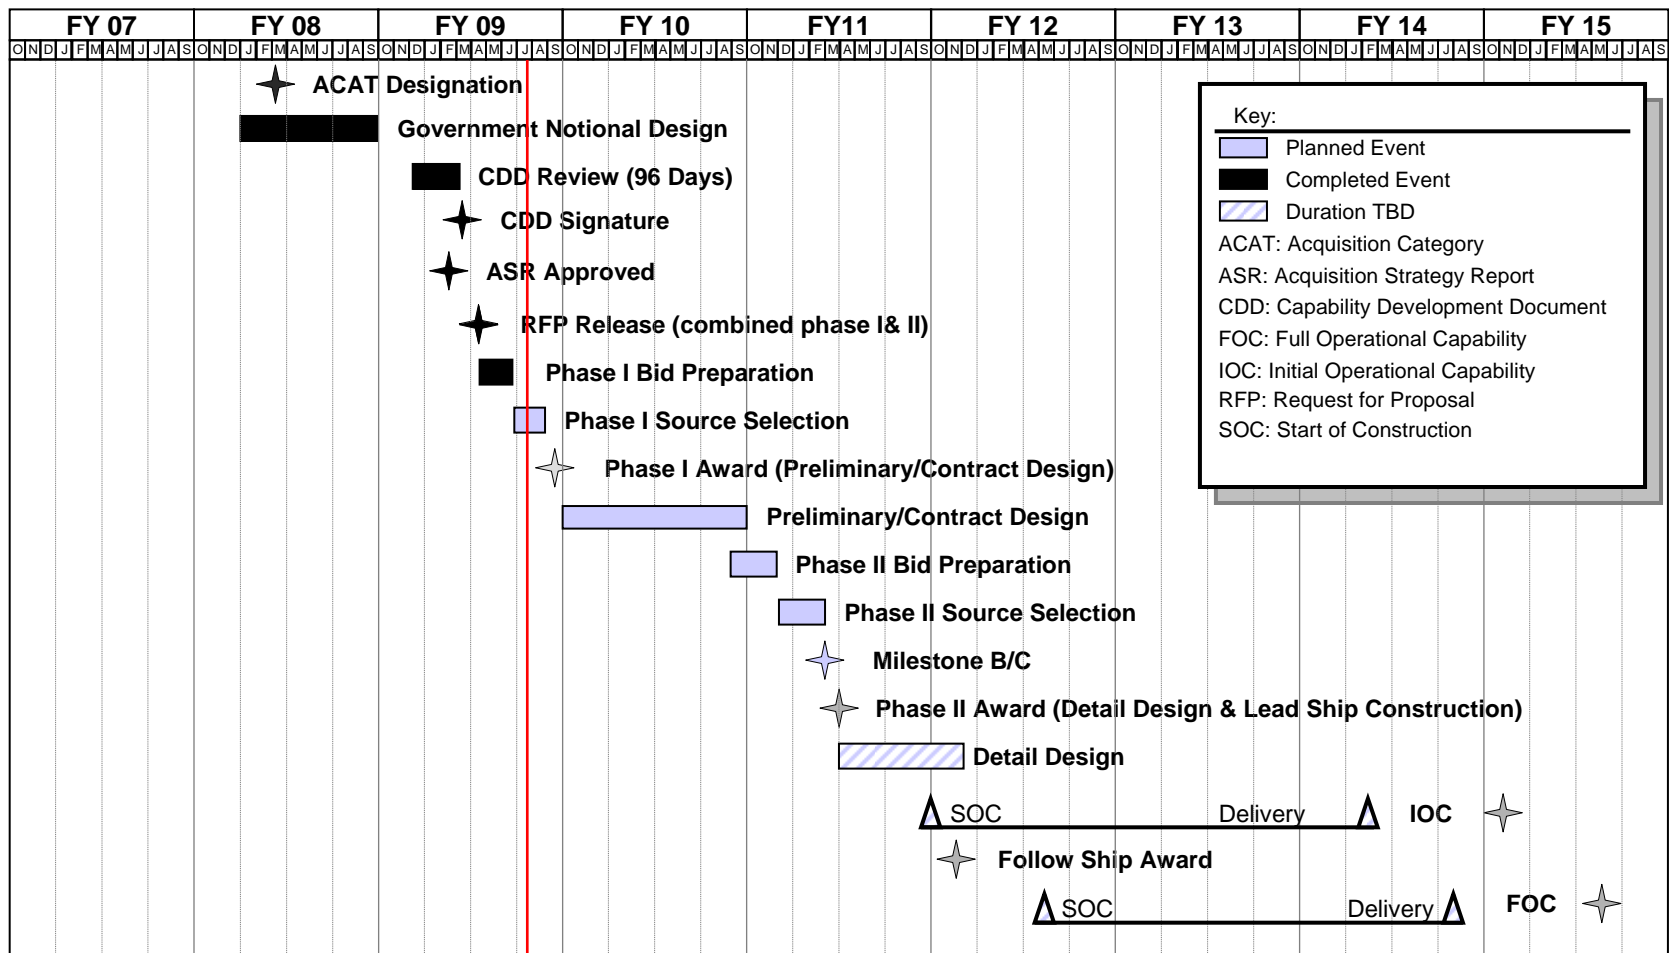 FY 07 FY 08 FY 09 FY 10 FY11 FY 12 FY 13 FY 14 FY 15
O N D J F M A M J J A S O N D J F M A M J J A S O N D J F M A M J J A S O N D J F M A M J J A S O N D J F M A M J J A S O N D J F M A M J J A S O N D J F M A M J J A S O N D J F M A M J J A S O N D J F M A M J J A S
ACAT Designation
Government Notional Design
CDD Review (96 Days)
CDD Signature
ASR Approved
RFP Release (combined phase I& II)
Phase I Bid Preparation
Phase I Source Selection
Phase I Award (Preliminary/Contract Design)
Preliminary/Contract Design
Phase II Bid Preparation
Phase II Source Selection
Milestone B/C
Phase II Award (Detail Design & Lead Ship Construction)
Detail Design
SOC Delivery IOC
Follow Ship Award
SOC Delivery FOC
Key:
Planned Event
Completed Event
Duration TBD
ACAT: Acquisition Category
ASR: Acquisition Strategy Report
CDD: Capability Development Document
FOC: Full Operational Capability
IOC: Initial Operational Capability
RFP: Request for Proposal
SOC: Start of Construction